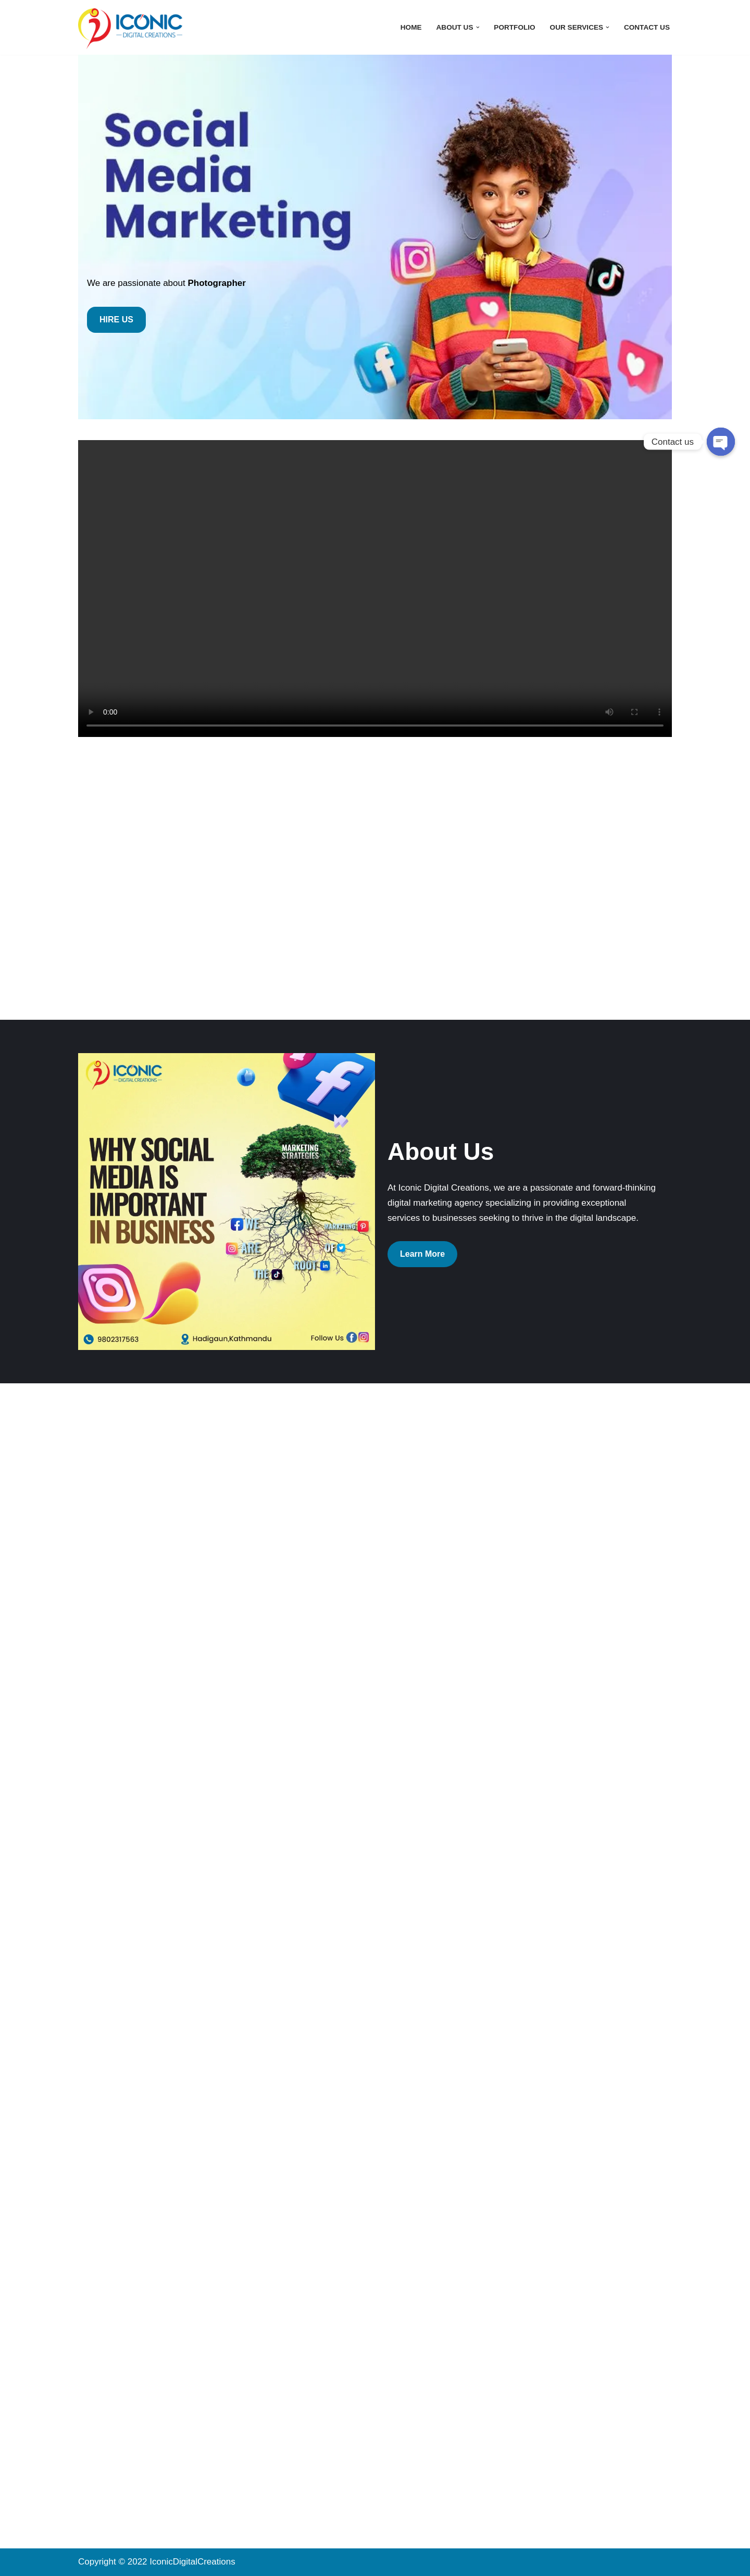 ICONIC
DIGITAL CREATIONS
HOME
ABOUT US
PORTFOLIO
OUR SERVICES
CONTACT US
Social
Media
Marketing
We are passionate about Photographer
HIRE US
Contact us
0:00
ICONIC
DIGITAL CREATIONS
WHY SOCIAL
MEDIA IS
IMPORTANT
IN BUSINESS
MARKETING
STRATEGIES
WE
MARKETING
ARE
OF
ROOT
THE
9802317563
Hadigaun,Kathmandu
Follow Us
About Us
At Iconic Digital Creations, we are a passionate and forward-thinking
digital marketing agency specializing in providing exceptional
services to businesses seeking to thrive in the digital landscape.
Learn More
Copyright © 2022 IconicDigitalCreations